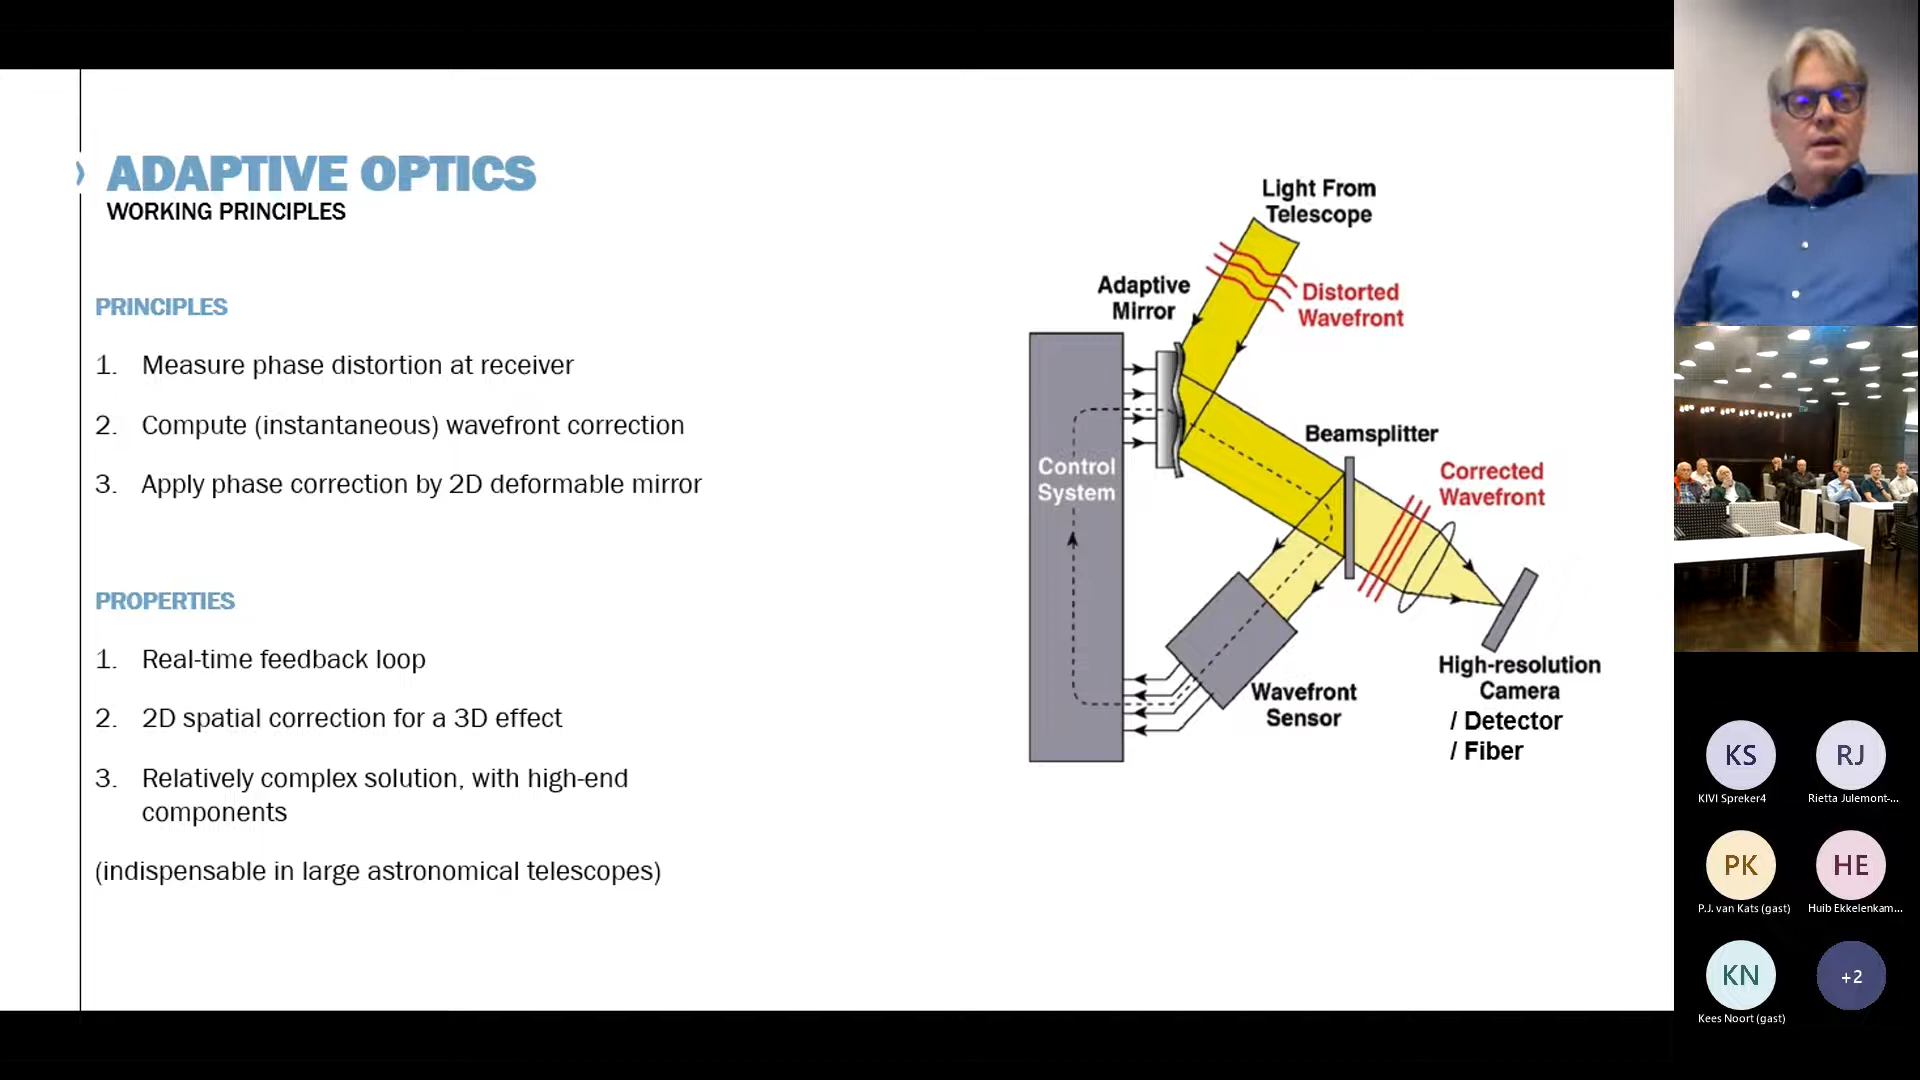 ADAPTIVE OPTICS
WORKING PRINCIPLES
PRINCIPLES
1. Measure phase distortion at receiver
2. Compute (instantaneous) wavefront correction
3. Apply phase correction by 2D deformable mirror
PROPERTIES
1. Real-time feedback loop
2. 2D spatial correction for a 3D effect
3. Relatively complex solution, with high-end
components
(indispensable in large astronomical telescopes)
Light From
Telescope
Adaptive
Mirror
Distorted
Wavefront
Beamsplitter
Control
System
Corrected
Wavefront
Wavefront
Sensor
High-resolution
Camera
/ Detector
/ Fiber
KS
KIVI Spreker4
RJ
Rietta Julemont-...
PK
P.J. van Kats (gast)
HE
Huib Ekkelenkam...
KN
Kees Noort (gast)
+2